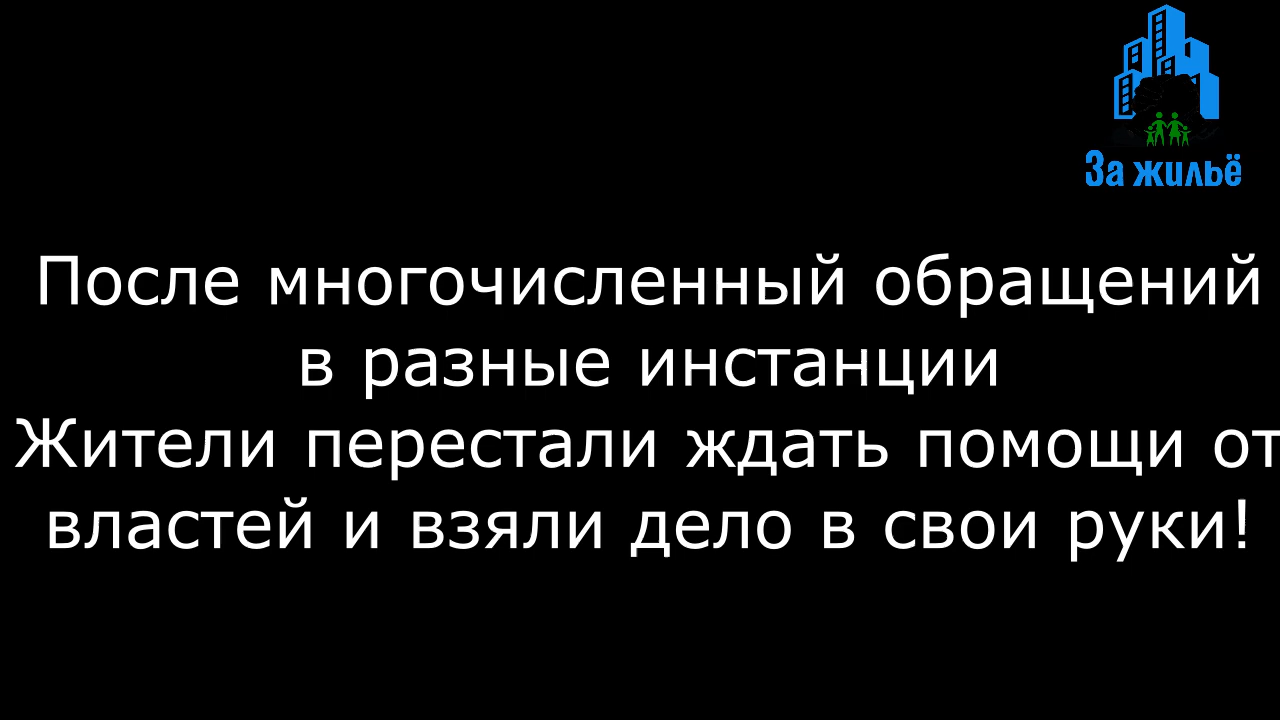 За жильё
После многочисленный обращений
в разные инстанции
Жители перестали ждать помощи от
властей и взяли дело в свои руки!